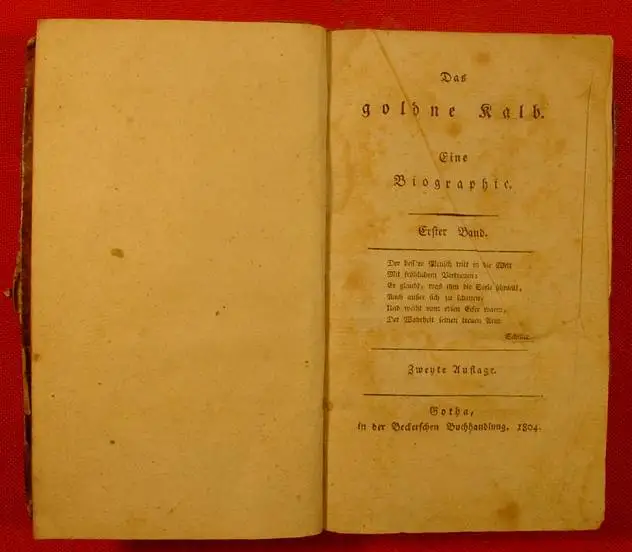 Das
goldne Kalb.
Eine
Biographie.
Erster Band.
Der bess're Mensch tritt in die Welt
Mit fröhlichem Vertrauen;
Er glaubt, was ihm die Seele schwellt,
Auch außer sich zu schauen,
Und weiht vom edlen Eifer warm,
Der Wahrheit seinen treuen Arm
Schiller.
Zweyte Auflage.
Gotha,
in der Beckerschen Buchhandlung. 1804.